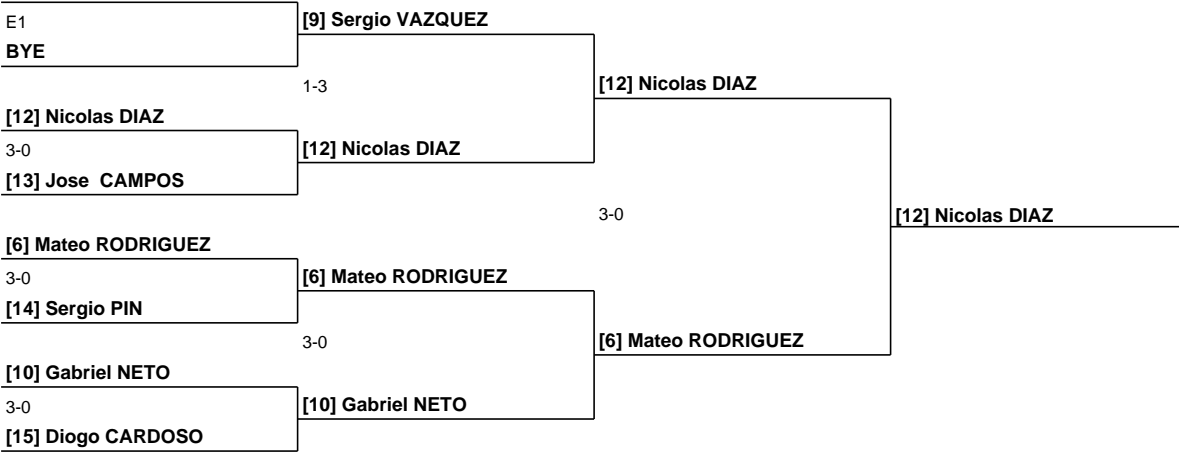 E1
BYE
[9] Sergio VAZQUEZ
1-3
[12] Nicolas DIAZ
3-0
[13] Jose  CAMPOS
[12] Nicolas DIAZ
[12] Nicolas DIAZ
3-0
[12] Nicolas DIAZ
[6] Mateo RODRIGUEZ
3-0
[14] Sergio PIN
[6] Mateo RODRIGUEZ
3-0
[6] Mateo RODRIGUEZ
[10] Gabriel NETO
3-0
[15] Diogo CARDOSO
[10] Gabriel NETO